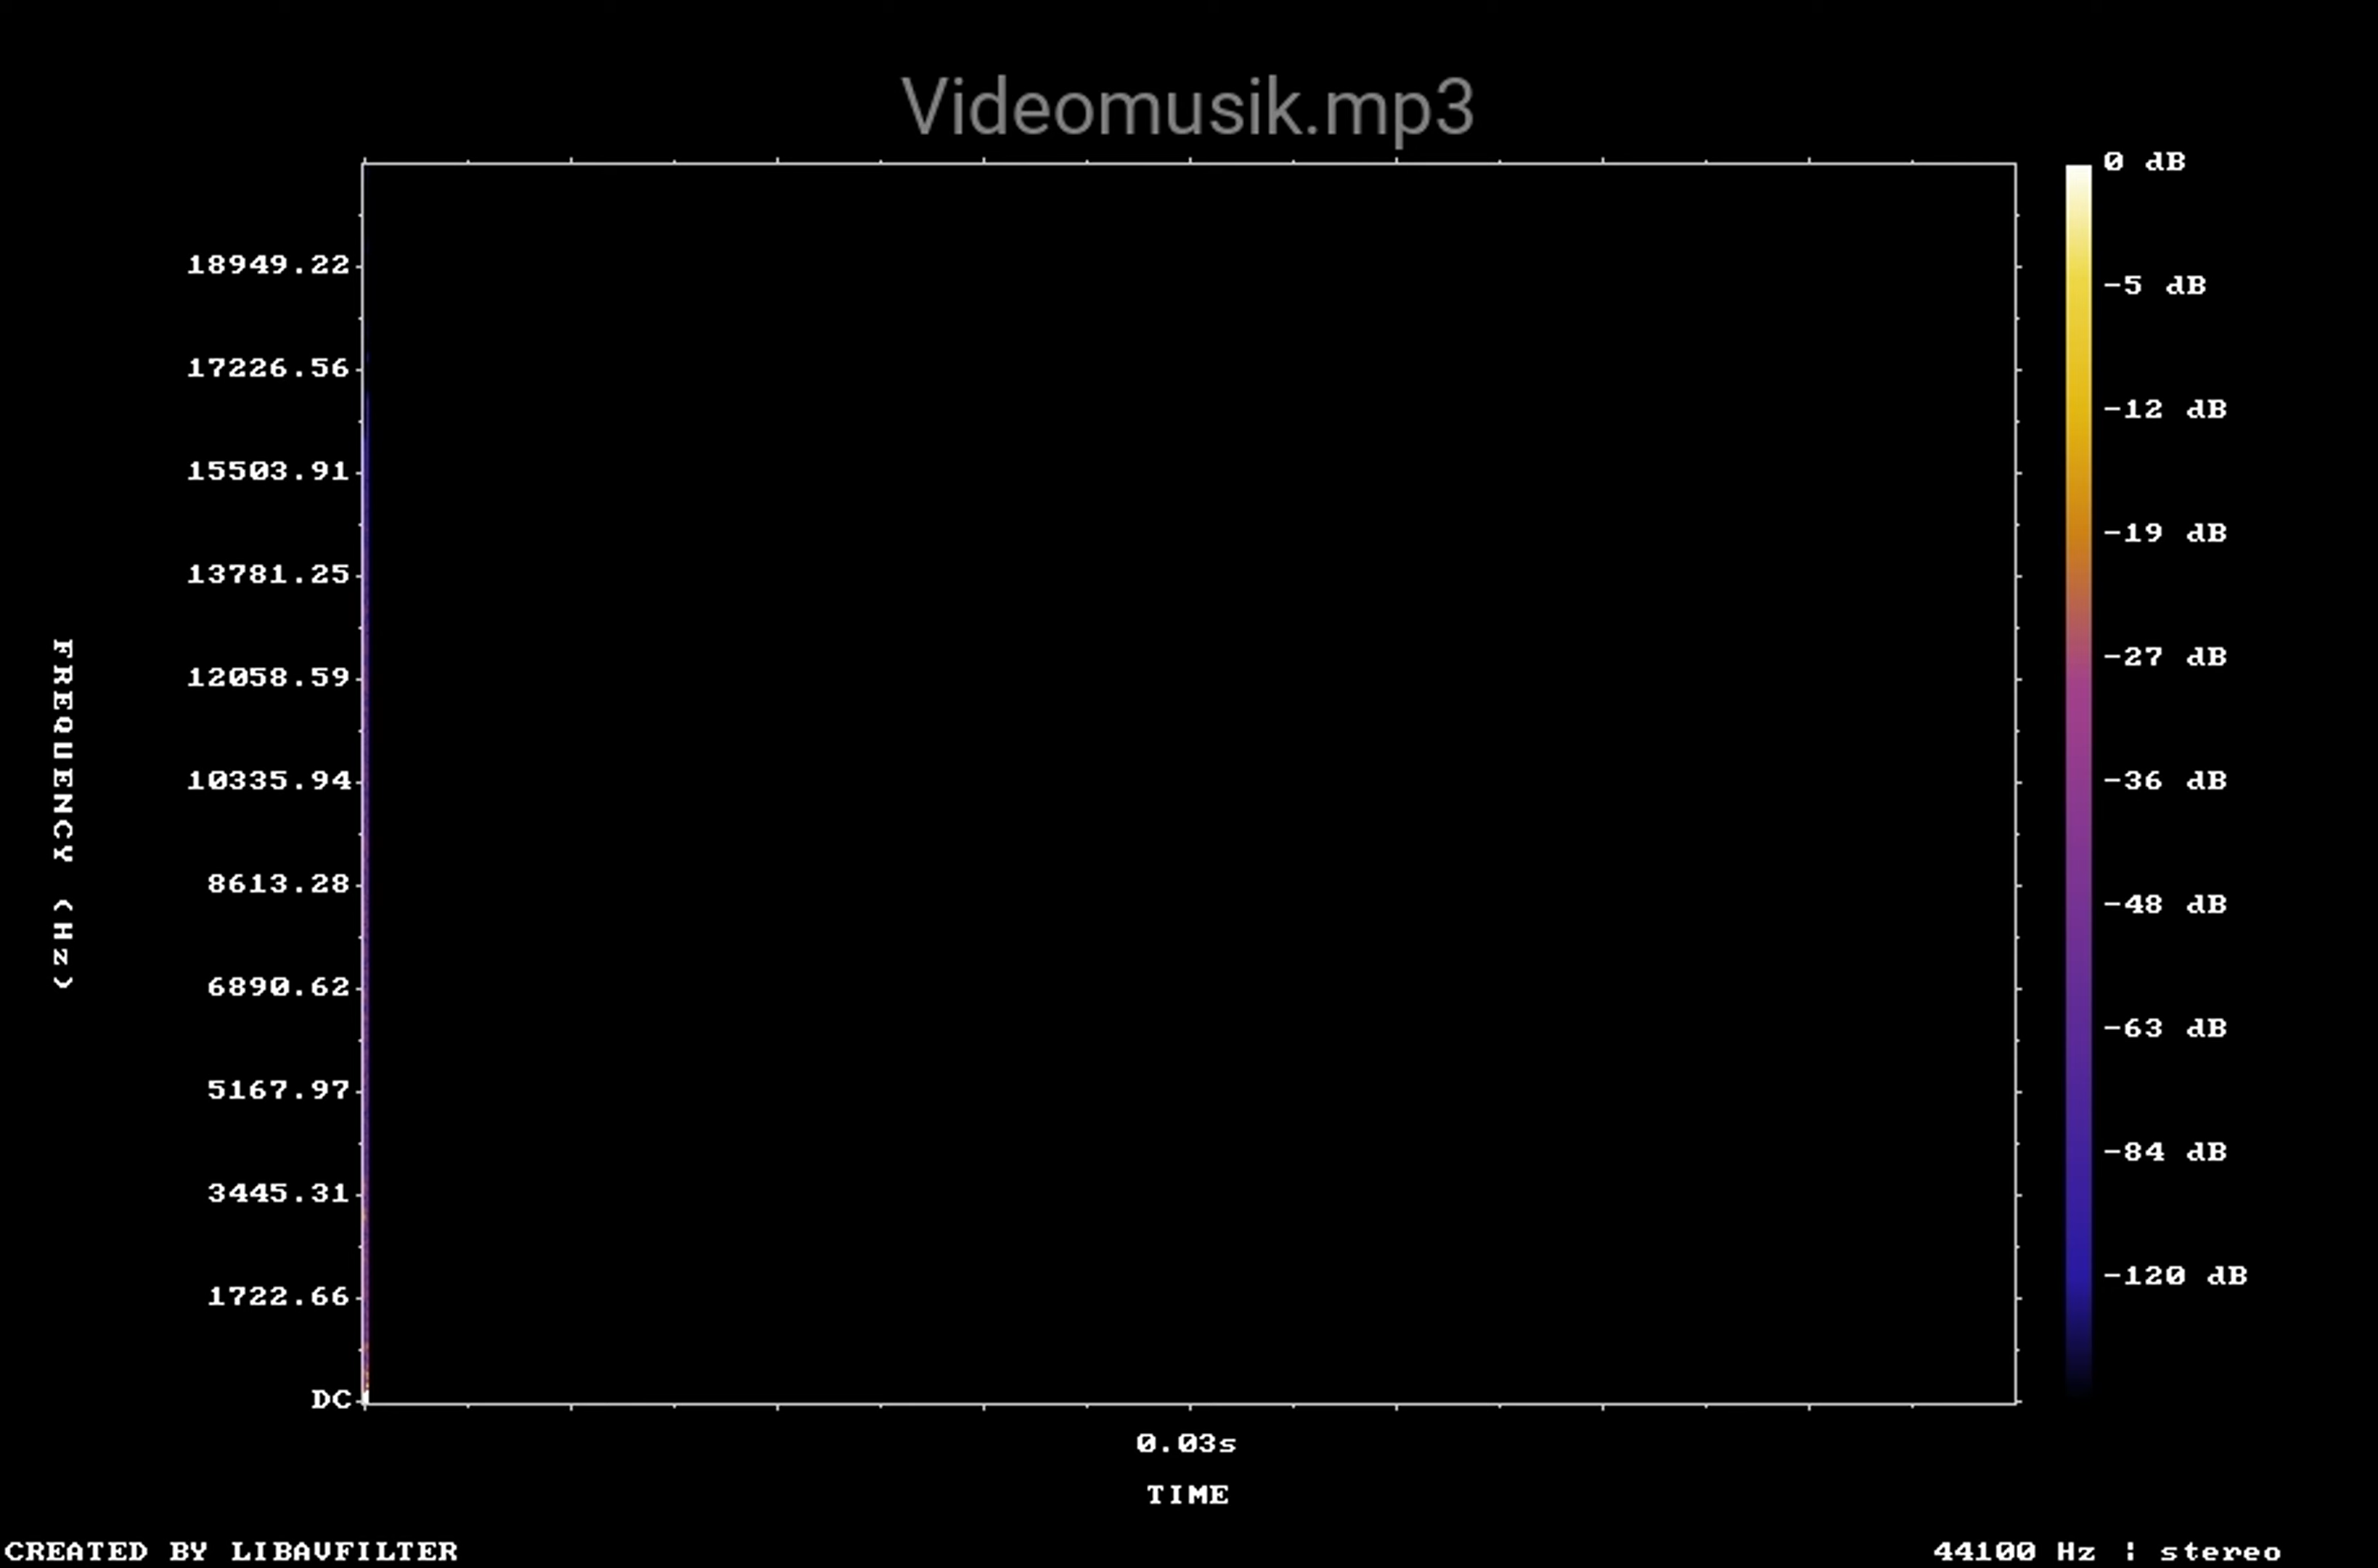 Videomusik.mp3
0 dB
18949.22
-5 dB
17226.56
-12 dB
15503.91
-19 dB
13781.25
-27 dB
12058.59
10335.94
-36 dB
8613.28
-48 dB
6890.62
-63 dB
5167.97
-84 dB
3445.31
-120 dB
1722.66
DC
FREQUENCY (Hz)
0.03s
TIME
CREATED BY LIBAVFILTER
44100 Hz | stereo